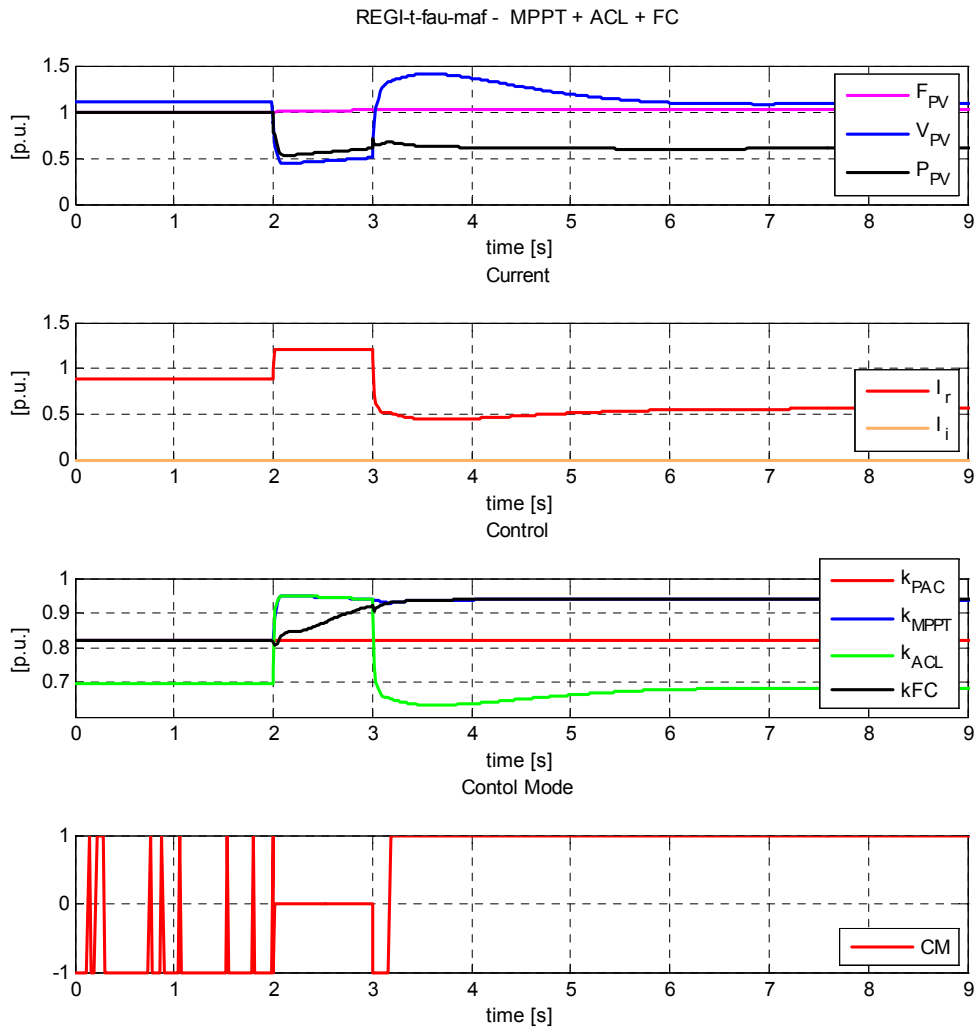 REGI-t-fau-maf - MPPT + ACL + FC
1.5
1
0.5
0
[p.u.]
F_PV
V_PV
P_PV
0 1 2 3 4 5 6 7 8 9
time [s]
Current
1.5
1
0.5
0
[p.u.]
I_r
I_i
0 1 2 3 4 5 6 7 8 9
time [s]
Control
1
0.9
0.8
0.7
[p.u.]
k_PAC
k_MPPT
k_ACL
kFC
0 1 2 3 4 5 6 7 8 9
time [s]
Contol Mode
1
0
-1
CM
0 1 2 3 4 5 6 7 8 9